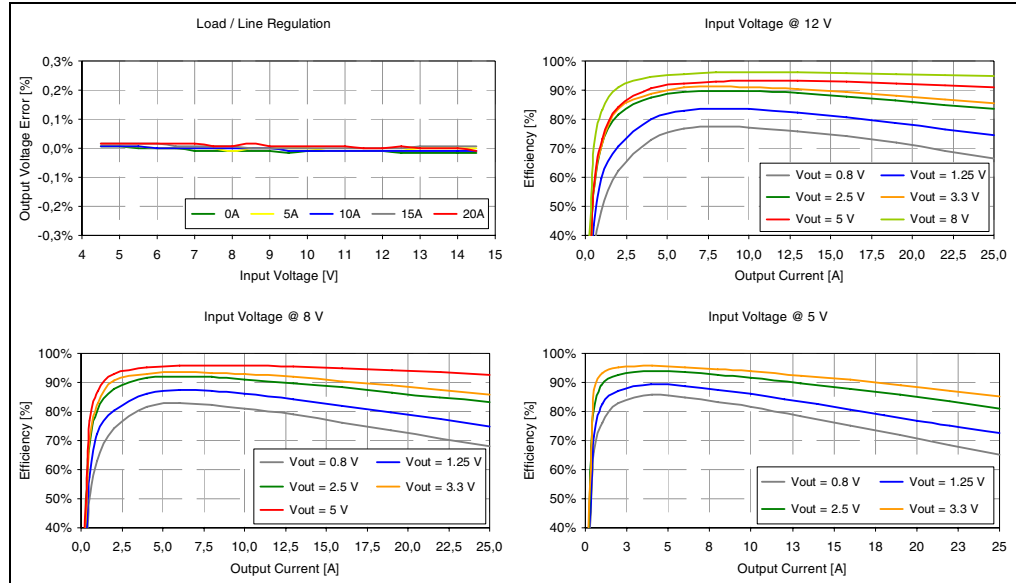 Load / Line Regulation
Output Voltage Error [%]
0,3%
0,2%
0,1%
0,0%
-0,1%
-0,2%
-0,3%
0A 5A 10A 15A 20A
4 5 6 7 8 9 10 11 12 13 14 15
Input Voltage [V]
Input Voltage @ 12 V
Efficiency [%]
100%
90%
80%
70%
60%
50%
40%
Vout = 0.8 V Vout = 1.25 V
Vout = 2.5 V Vout = 3.3 V
Vout = 5 V Vout = 8 V
0,0 2,5 5,0 7,5 10,0 12,5 15,0 17,5 20,0 22,5 25,0
Output Current [A]
Input Voltage @ 8 V
Efficiency [%]
100%
90%
80%
70%
60%
50%
40%
Vout = 0.8 V Vout = 1.25 V
Vout = 2.5 V Vout = 3.3 V
Vout = 5 V
0,0 2,5 5,0 7,5 10,0 12,5 15,0 17,5 20,0 22,5 25,0
Output Current [A]
Input Voltage @ 5 V
Efficiency [%]
100%
90%
80%
70%
60%
50%
40%
Vout = 0.8 V Vout = 1.25 V
Vout = 2.5 V Vout = 3.3 V
0 3 5 8 10 13 15 18 20 23 25
Output Current [A]